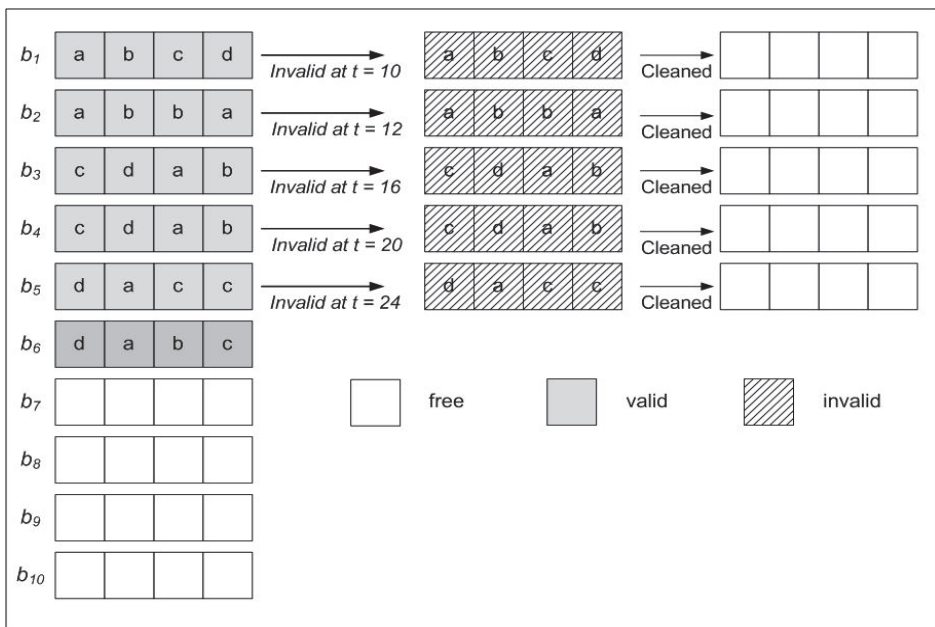 b1 a b c d Invalid at t = 10 a b c d Cleaned
b2 a b b a Invalid at t = 12 a b b a Cleaned
b3 c d a b Invalid at t = 16 c d a b Cleaned
b4 c d a b Invalid at t = 20 c d a b Cleaned
b5 d a c c Invalid at t = 24 d a c c Cleaned
b6 d a b c
b7 free valid invalid
b8
b9
b10